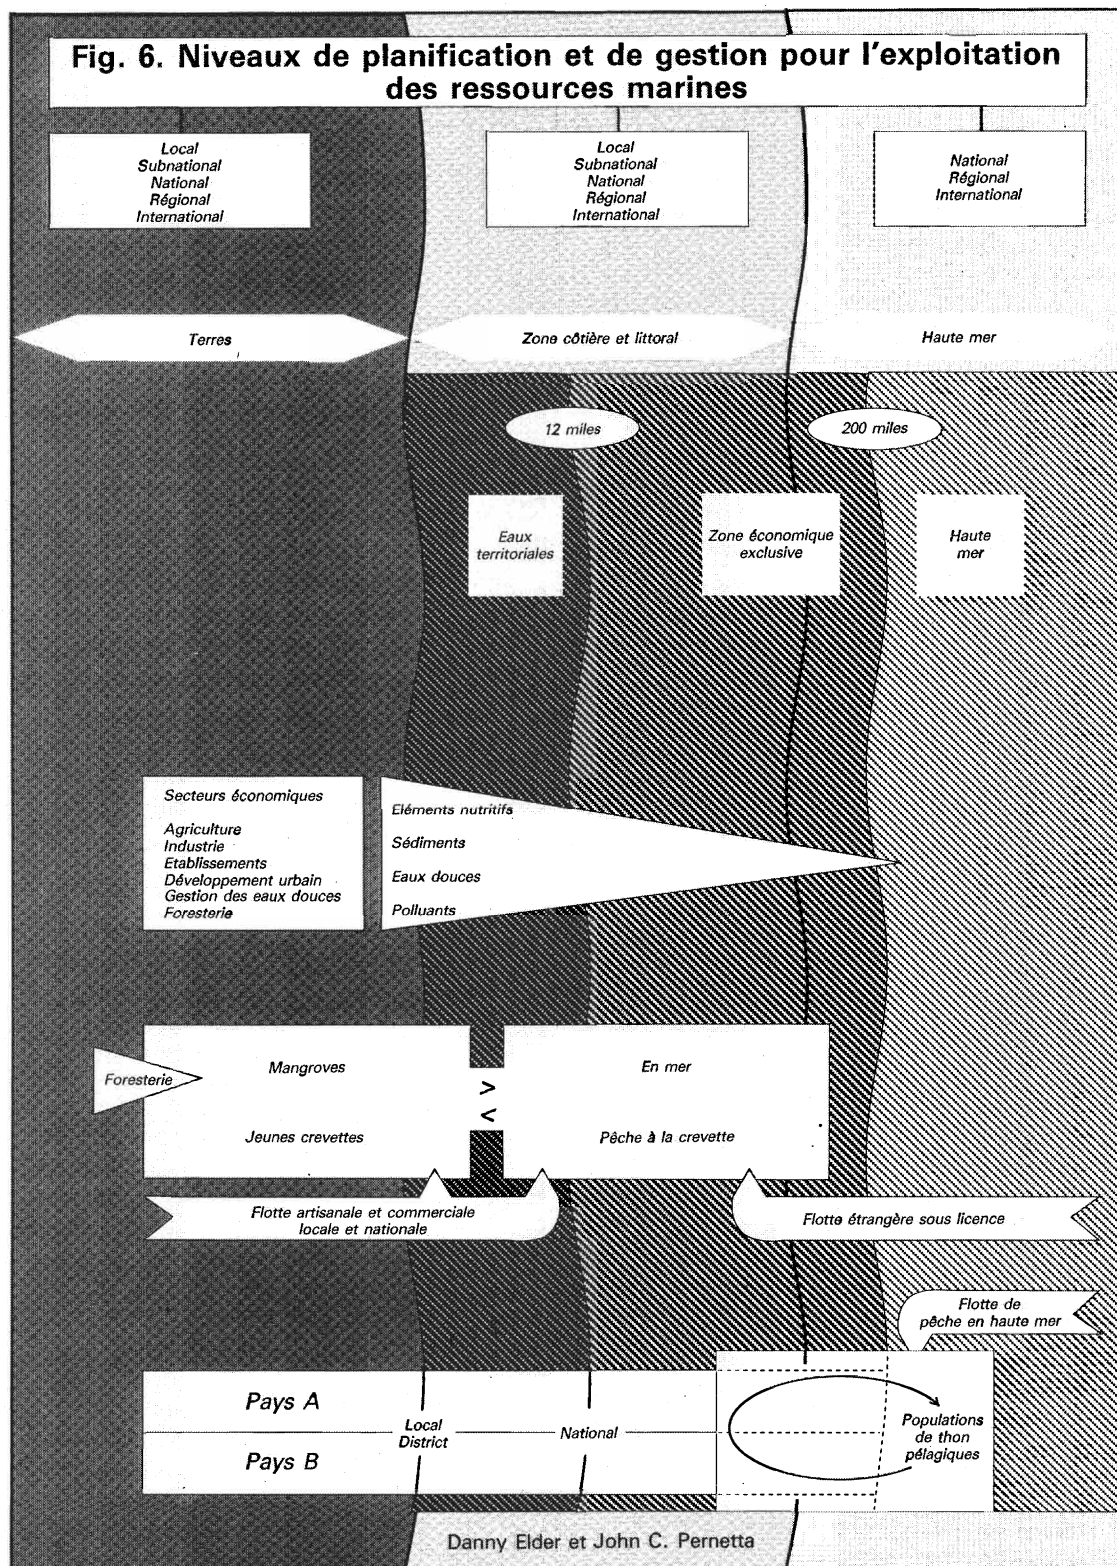 Fig. 6. Niveaux de planification et de gestion pour l'exploitation
des ressources marines
Local
Subnational
National
Régional
International
Local
Subnational
National
Régional
International
National
Régional
International
Terres
Zone côtière et littoral
Haute mer
12 miles
200 miles
Eaux
territoriales
Zone économique
exclusive
Haute
mer
Secteurs économiques
Agriculture
Industrie
Etablissements
Développement urbain
Gestion des eaux douces
Foresterie
Eléments nutritifs
Sédiments
Eaux douces
Polluants
Foresterie
Mangroves
Jeunes crevettes
>
<
En mer
Pêche à la crevette
Flotte artisanale et commerciale
locale et nationale
Flotte étrangère sous licence
Flotte de
pêche en haute mer
Pays A
Pays B
Local
District
National
Populations
de thon
pélagiques
Danny Elder et John C. Pernetta